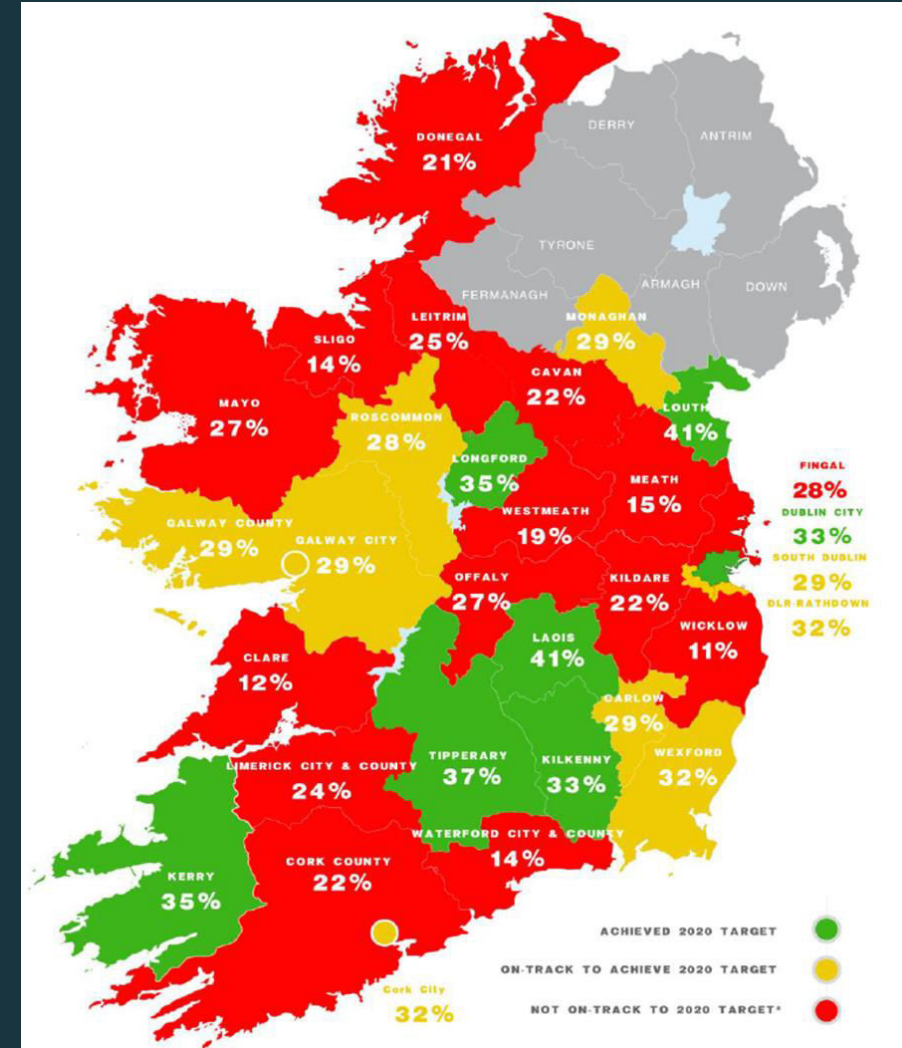 DONEGAL
21%
DERRY
ANTRIM
TYRONE
FERMANAGH
ARMAGH
DOWN
MONAGHAN
29%
LEITRIM
25%
SLIGO
14%
CAVAN
22%
MAYO
27%
ROSCOMMON
28%
LOUTH
41%
LONGFORD
35%
MEATH
15%
WESTMEATH
19%
FINGAL
28%
DUBLIN CITY
33%
SOUTH DUBLIN
29%
DLR-RATHDOWN
32%
GALWAY COUNTY
29%
GALWAY CITY
29%
OFFALY
27%
KILDARE
22%
WICKLOW
11%
LAOIS
41%
CLARE
12%
CARLOW
29%
TIPPERARY
37%
KILKENNY
33%
WEXFORD
32%
LIMERICK CITY & COUNTY
24%
WATERFORD CITY & COUNTY
14%
CORK COUNTY
22%
KERRY
35%
Cork City
32%
ACHIEVED 2020 TARGET
ON-TRACK TO ACHIEVE 2020 TARGET
NOT ON-TRACK TO 2020 TARGET*